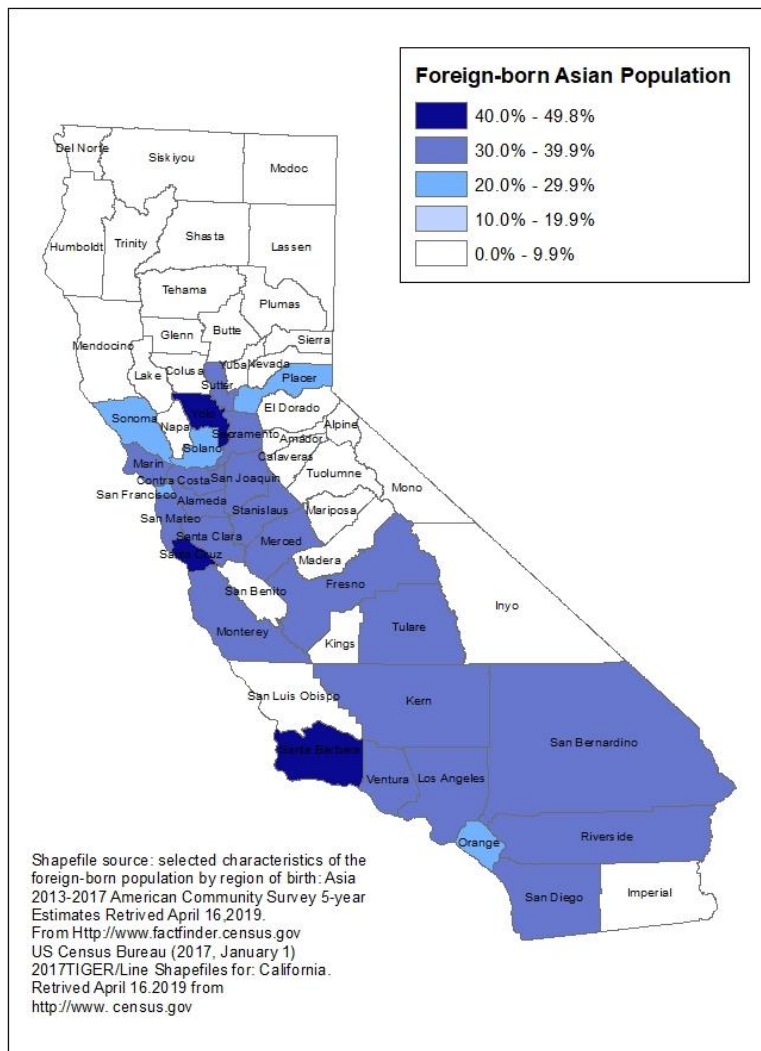 Foreign-born Asian Population
40.0% - 49.8%
30.0% - 39.9%
20.0% - 29.9%
10.0% - 19.9%
0.0% - 9.9%
Del Norte
Siskiyou
Modoc
Humboldt
Trinity
Shasta
Lassen
Tehama
Plumas
Glenn
Butte
Sierra
Mendocino
Lake
Colusa
Yuba
Nevada
Sutter
Placer
Sonoma
Napa
Yolo
El Dorado
Sacramento
Alpine
Solano
Amador
Calaveras
Marin
Contra Costa
San Joaquin
Tuolumne
Mono
San Francisco
Alameda
Stanislaus
Mariposa
San Mateo
Santa Clara
Merced
Santa Cruz
Madera
San Benito
Fresno
Inyo
Monterey
Kings
Tulare
San Luis Obispo
Kern
San Bernardino
Santa Barbara
Ventura
Los Angeles
Orange
Riverside
San Diego
Imperial
Shapefile source: selected characteristics of the
foreign-born population by region of birth: Asia
2013-2017 American Community Survey 5-year
Estimates Retrived April 16,2019.
From Http://www.factfinder.census.gov
US Census Bureau (2017, January 1)
2017TIGER/Line Shapefiles for: California.
Retrived April 16.2019 from
http://www. census.gov